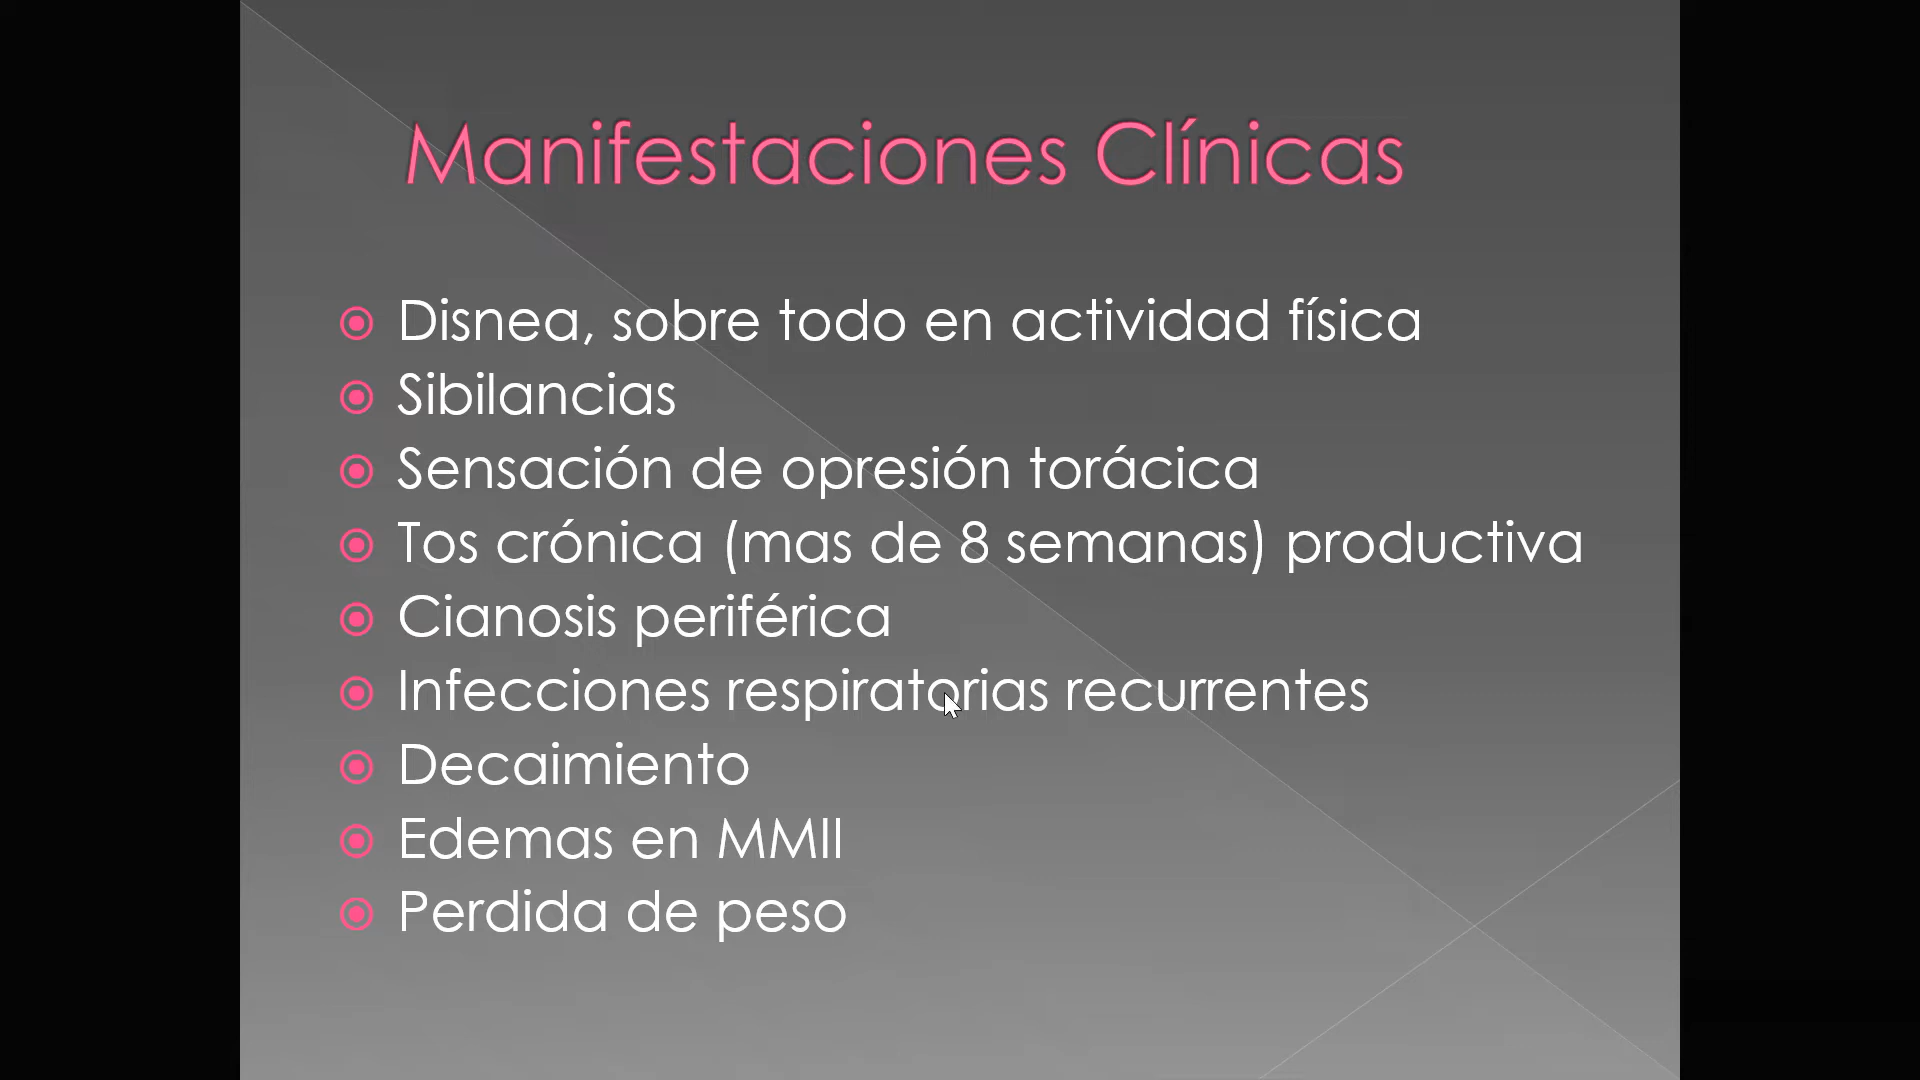 Manifestaciones Clínicas
Disnea, sobre todo en actividad física
Sibilancias
Sensación de opresión torácica
Tos crónica (mas de 8 semanas) productiva
Cianosis periférica
Infecciones respiratorias recurrentes
Decaimiento
Edemas en MMII
Perdida de peso